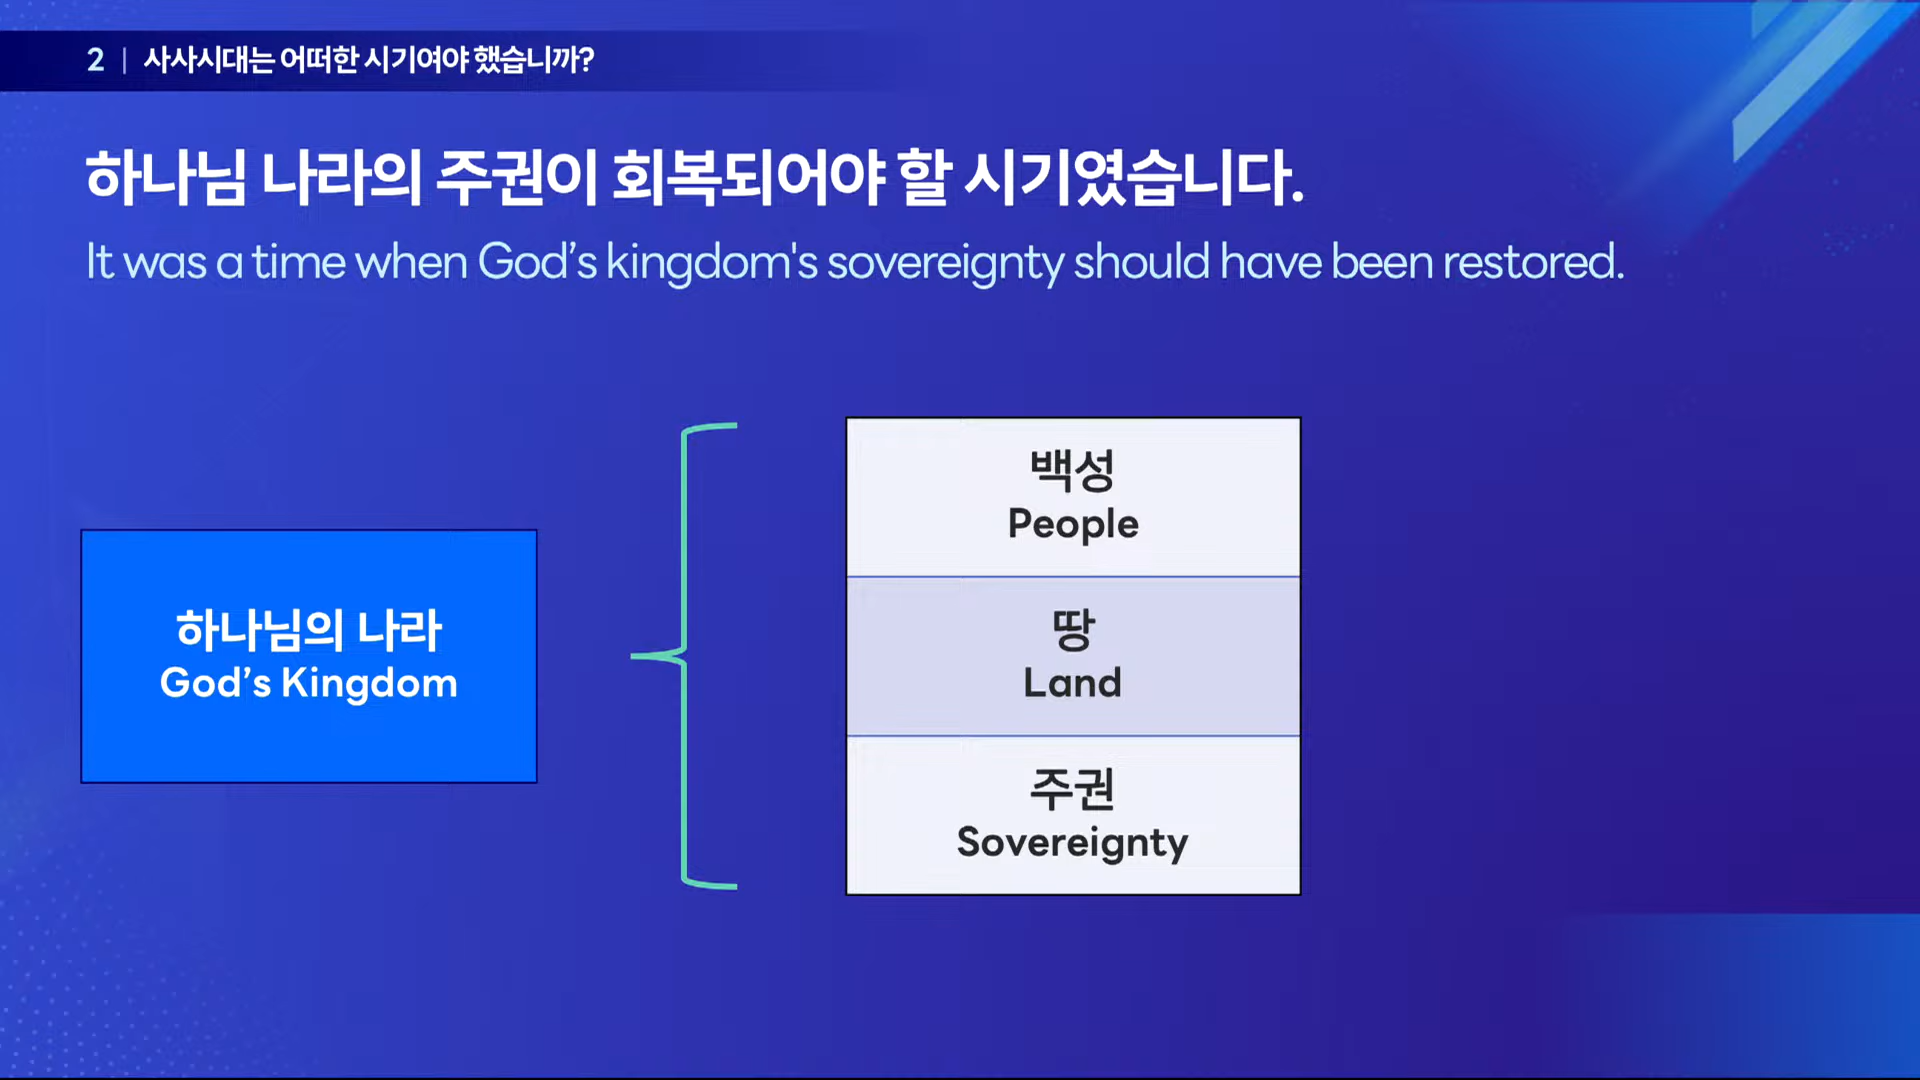 2 | 사사시대는 어떠한 시기여야 했습니까?
하나님 나라의 주권이 회복되어야 할 시기였습니다.
It was a time when God’s kingdom's sovereignty should have been restored.
하나님의 나라
God’s Kingdom
백성
People
땅
Land
주권
Sovereignty